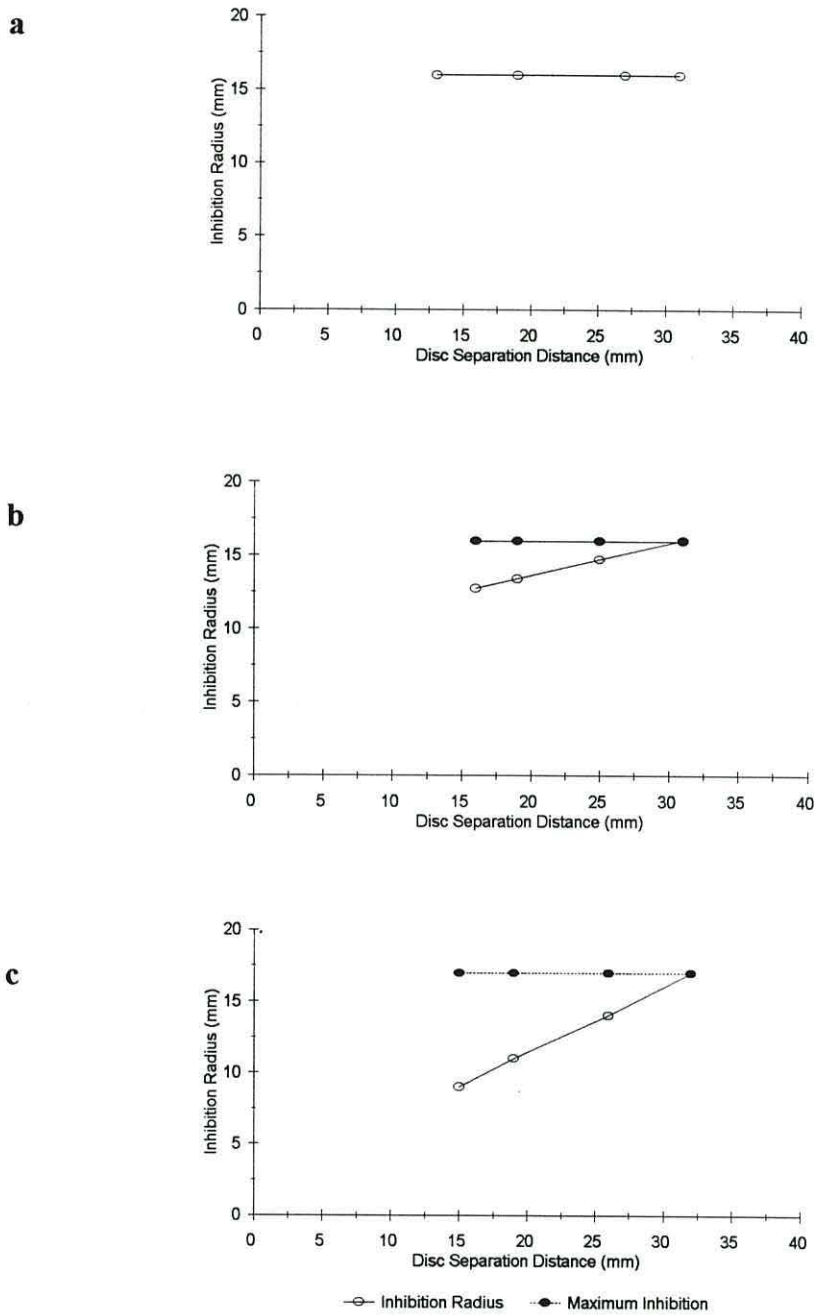 a
Inhibition Radius (mm)
20
15
10
5
0
0 5 10 15 20 25 30 35 40
Disc Separation Distance (mm)
b
Inhibition Radius (mm)
20
15
10
5
0
0 5 10 15 20 25 30 35 40
Disc Separation Distance (mm)
c
Inhibition Radius (mm)
20
15
10
5
0
0 5 10 15 20 25 30 35 40
Disc Separation Distance (mm)
Inhibition Radius Maximum Inhibition